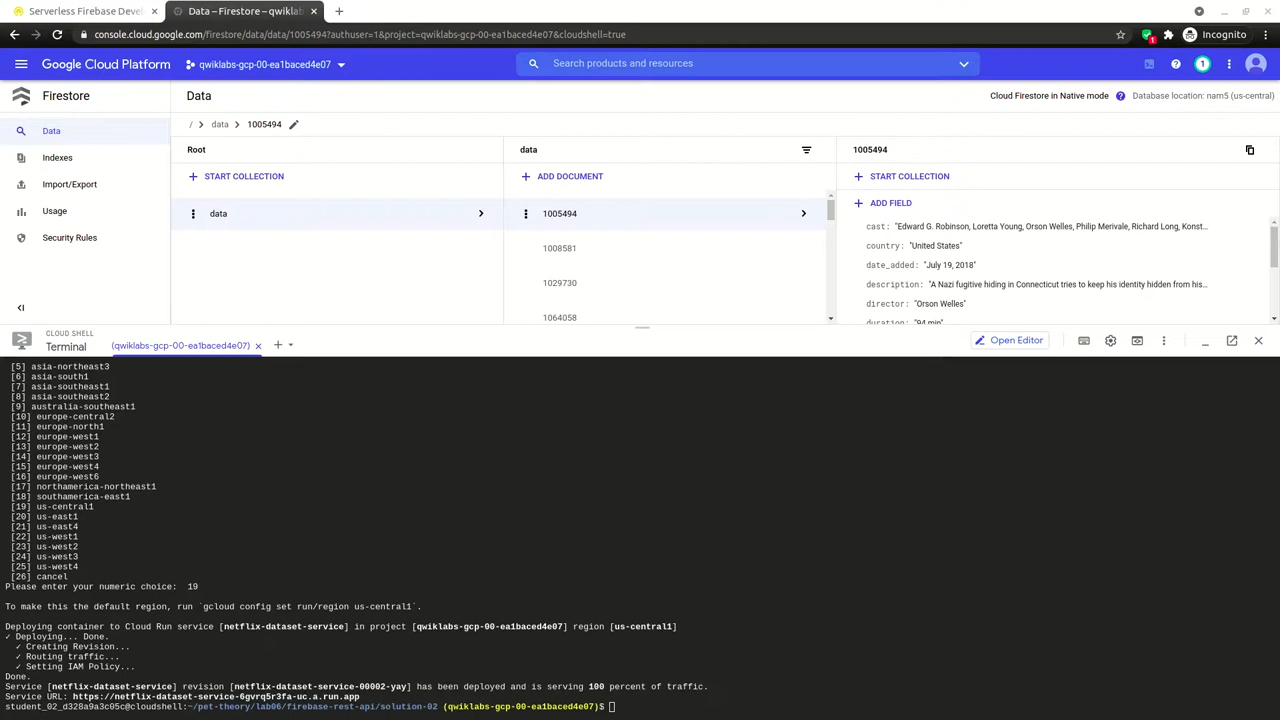 Serverless Firebase Deve
Data – Firestore – qwiklab
console.cloud.google.com/firestore/data/data/1005494?authuser=1&project=qwiklabs-gcp-00-ea1baced4e07&cloudshell=true
1
Incognito
Google Cloud Platform
qwiklabs-gcp-00-ea1baced4e07
Search products and resources
1
Firestore
Data
Cloud Firestore in Native mode
Database location: nam5 (us-central)
Data
Indexes
Import/Export
Usage
Security Rules
/ data 1005494
Root
data
1005494
START COLLECTION
ADD DOCUMENT
START COLLECTION
ADD FIELD
data
1005494
1008581
1029730
1064058
cast: "Edward G. Robinson, Loretta Young, Orson Welles, Philip Merivale, Richard Long, Konst...
country: "United States"
date_added: "July 19, 2018"
description: "A Nazi fugitive hiding in Connecticut tries to keep his identity hidden from his...
director: "Orson Welles"
duration: "94 min"
CLOUD SHELL
Terminal
(qwiklabs-gcp-00-ea1baced4e07)
Open Editor
[5] asia-northeast3
[6] asia-south1
[7] asia-southeast1
[8] asia-southeast2
[9] australia-southeast1
[10] europe-central2
[11] europe-north1
[12] europe-west1
[13] europe-west2
[14] europe-west3
[15] europe-west4
[16] europe-west6
[17] northamerica-northeast1
[18] southamerica-east1
[19] us-central1
[20] us-east1
[21] us-east4
[22] us-west1
[23] us-west2
[24] us-west3
[25] us-west4
[26] cancel
Please enter your numeric choice:  19
To make this the default region, run `gcloud config set run/region us-central1`.
Deploying container to Cloud Run service [netflix-dataset-service] in project [qwiklabs-gcp-00-ea1baced4e07] region [us-central1]
✓ Deploying... Done.
✓ Creating Revision...
✓ Routing traffic...
✓ Setting IAM Policy...
Done.
Service [netflix-dataset-service] revision [netflix-dataset-service-00002-yay] has been deployed and is serving 100 percent of traffic.
Service URL: https://netflix-dataset-service-6gvrq5r3fa-uc.a.run.app
student_02_d328a9a3c05c@cloudshell:~/pet-theory/lab06/firebase-rest-api/solution-02 (qwiklabs-gcp-00-ea1baced4e07)$